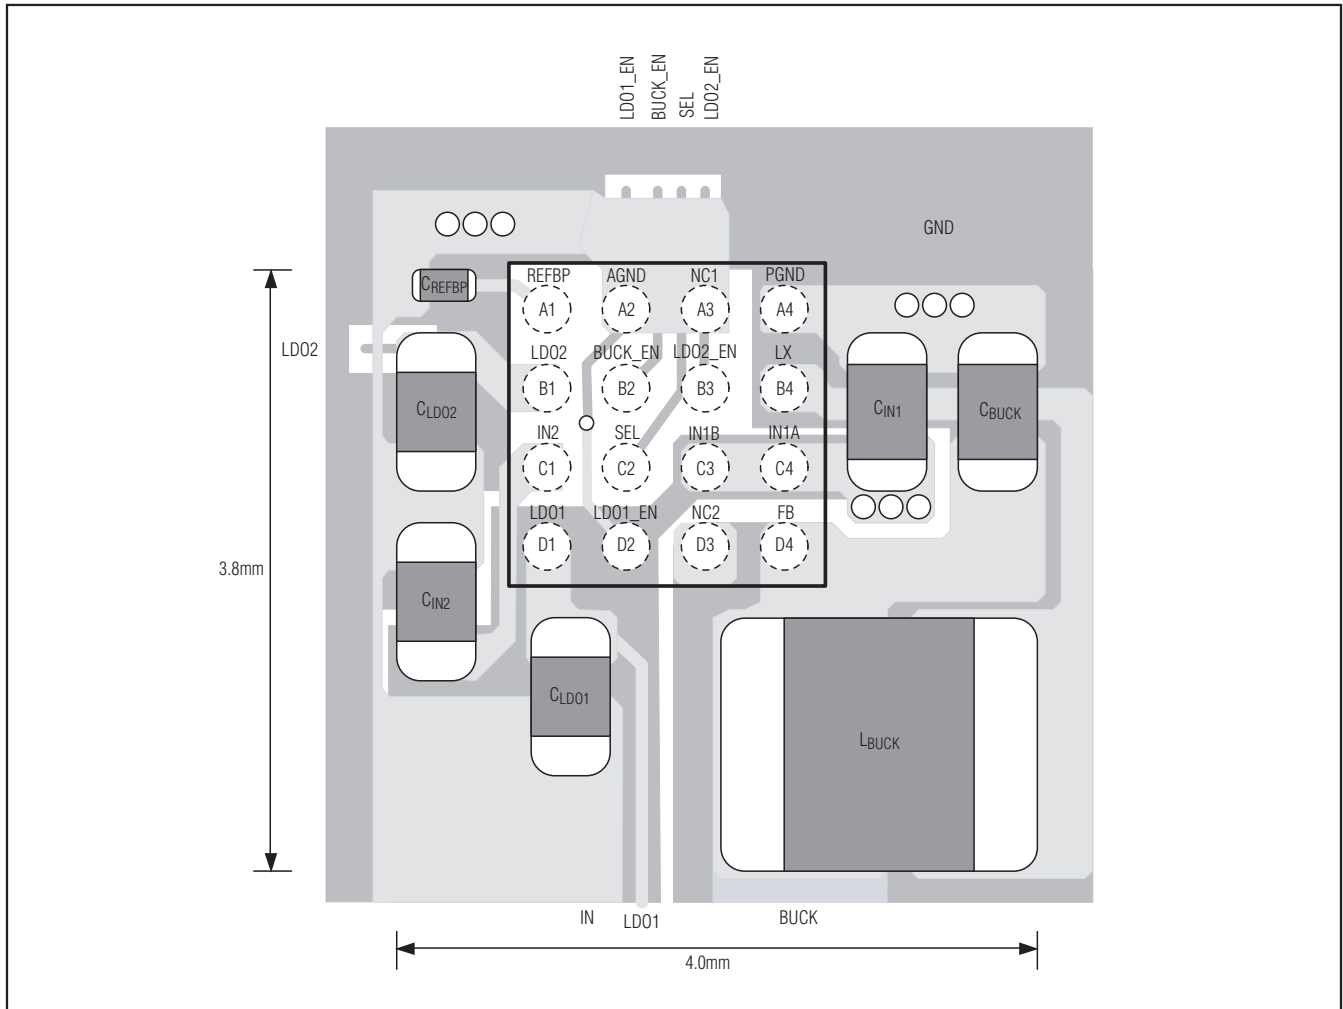 LDO1_EN
BUCK_EN
SEL
LDO2_EN
GND
CREFBP
REFBP
AGND
NC1
PGND
A1
A2
A3
A4
LDO2
LDO2
BUCK_EN
LDO2_EN
LX
B1
B2
B3
B4
CLDO2
CIN1
CBUCK
IN2
SEL
IN1B
IN1A
C1
C2
C3
C4
LDO1
LDO1_EN
NC2
FB
D1
D2
D3
D4
3.8mm
CIN2
CLDO1
LBUCK
IN
LDO1
BUCK
4.0mm